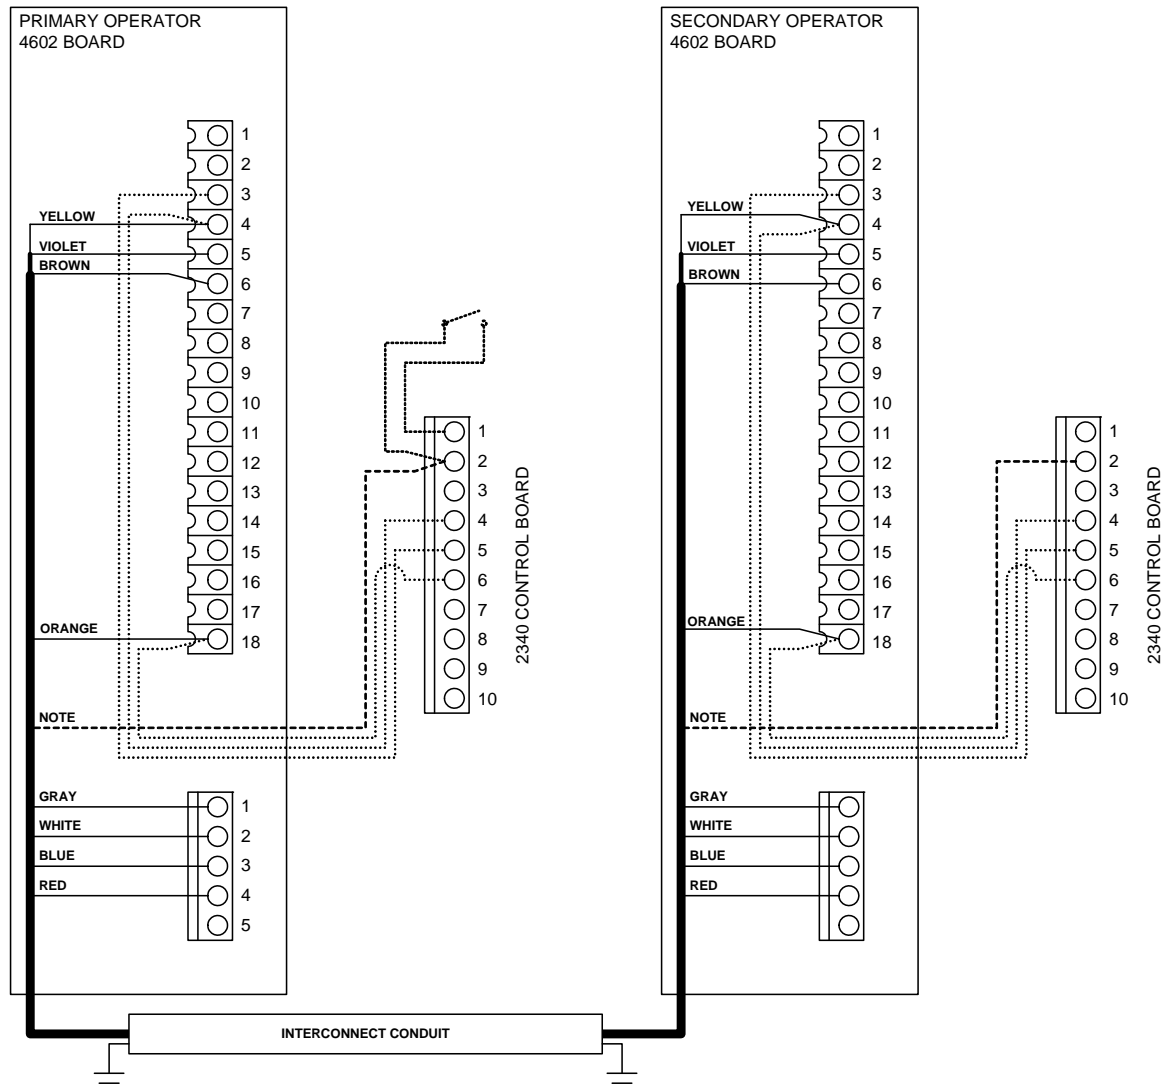 PRIMARY OPERATOR
4602 BOARD
1
2
3
4
5
6
7
8
9
10
11
12
13
14
15
16
17
18
YELLOW
VIOLET
BROWN
ORANGE
NOTE
GRAY
WHITE
BLUE
RED
1
2
3
4
5
1
2
3
4
5
6
7
8
9
10
2340 CONTROL BOARD
SECONDARY OPERATOR
4602 BOARD
1
2
3
4
5
6
7
8
9
10
11
12
13
14
15
16
17
18
YELLOW
VIOLET
BROWN
ORANGE
NOTE
GRAY
WHITE
BLUE
RED
1
2
3
4
5
6
7
8
9
10
2340 CONTROL BOARD
INTERCONNECT CONDUIT